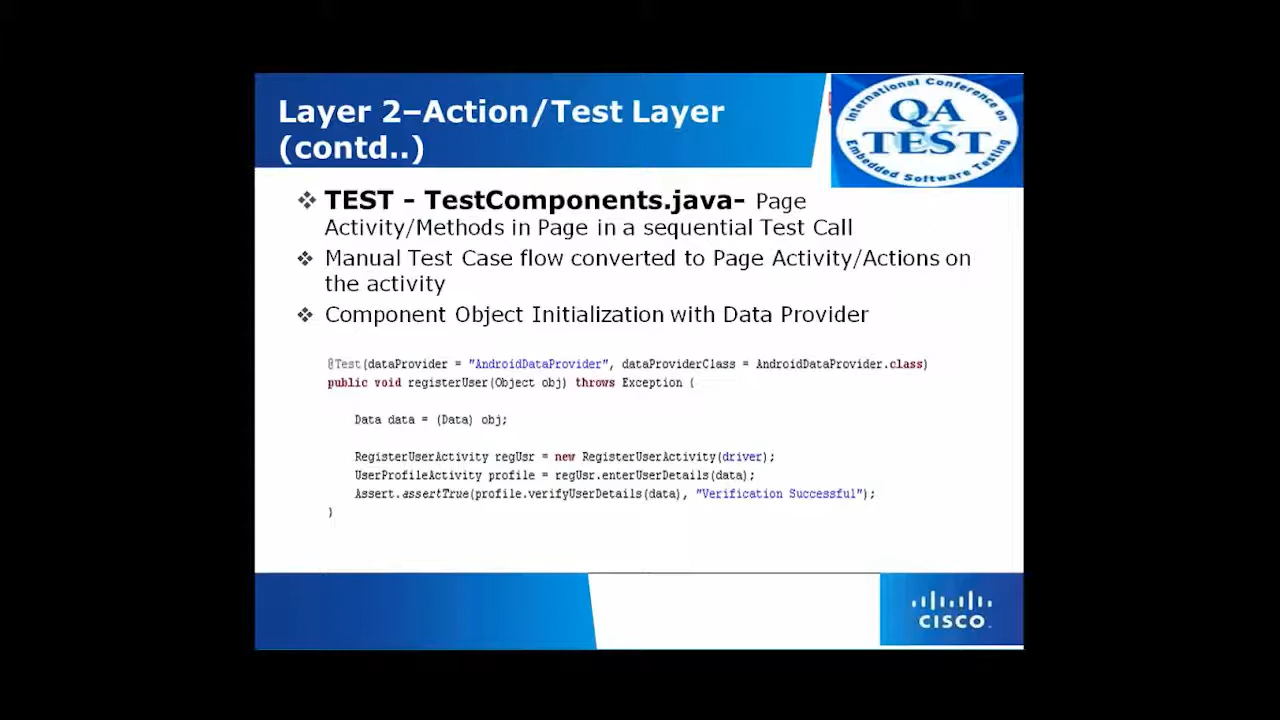 Layer 2–Action/Test Layer
(contd..)
International Conference on
QA
&
TEST
Embedded Software Testing
❖ TEST - TestComponents.java- Page
Activity/Methods in Page in a sequential Test Call
❖ Manual Test Case flow converted to Page Activity/Actions on
the activity
❖ Component Object Initialization with Data Provider
@Test(dataProvider = "AndroidDataProvider", dataProviderClass = AndroidDataProvider.class)
public void registerUser(Object obj) throws Exception {
Data data = (Data) obj;
RegisterUserActivity regUsr = new RegisterUserActivity(driver);
UserProfileActivity profile = regUsr.enterUserDetails(data);
Assert.assertTrue(profile.verifyUserDetails(data), "Verification Successful");
}
CISCO